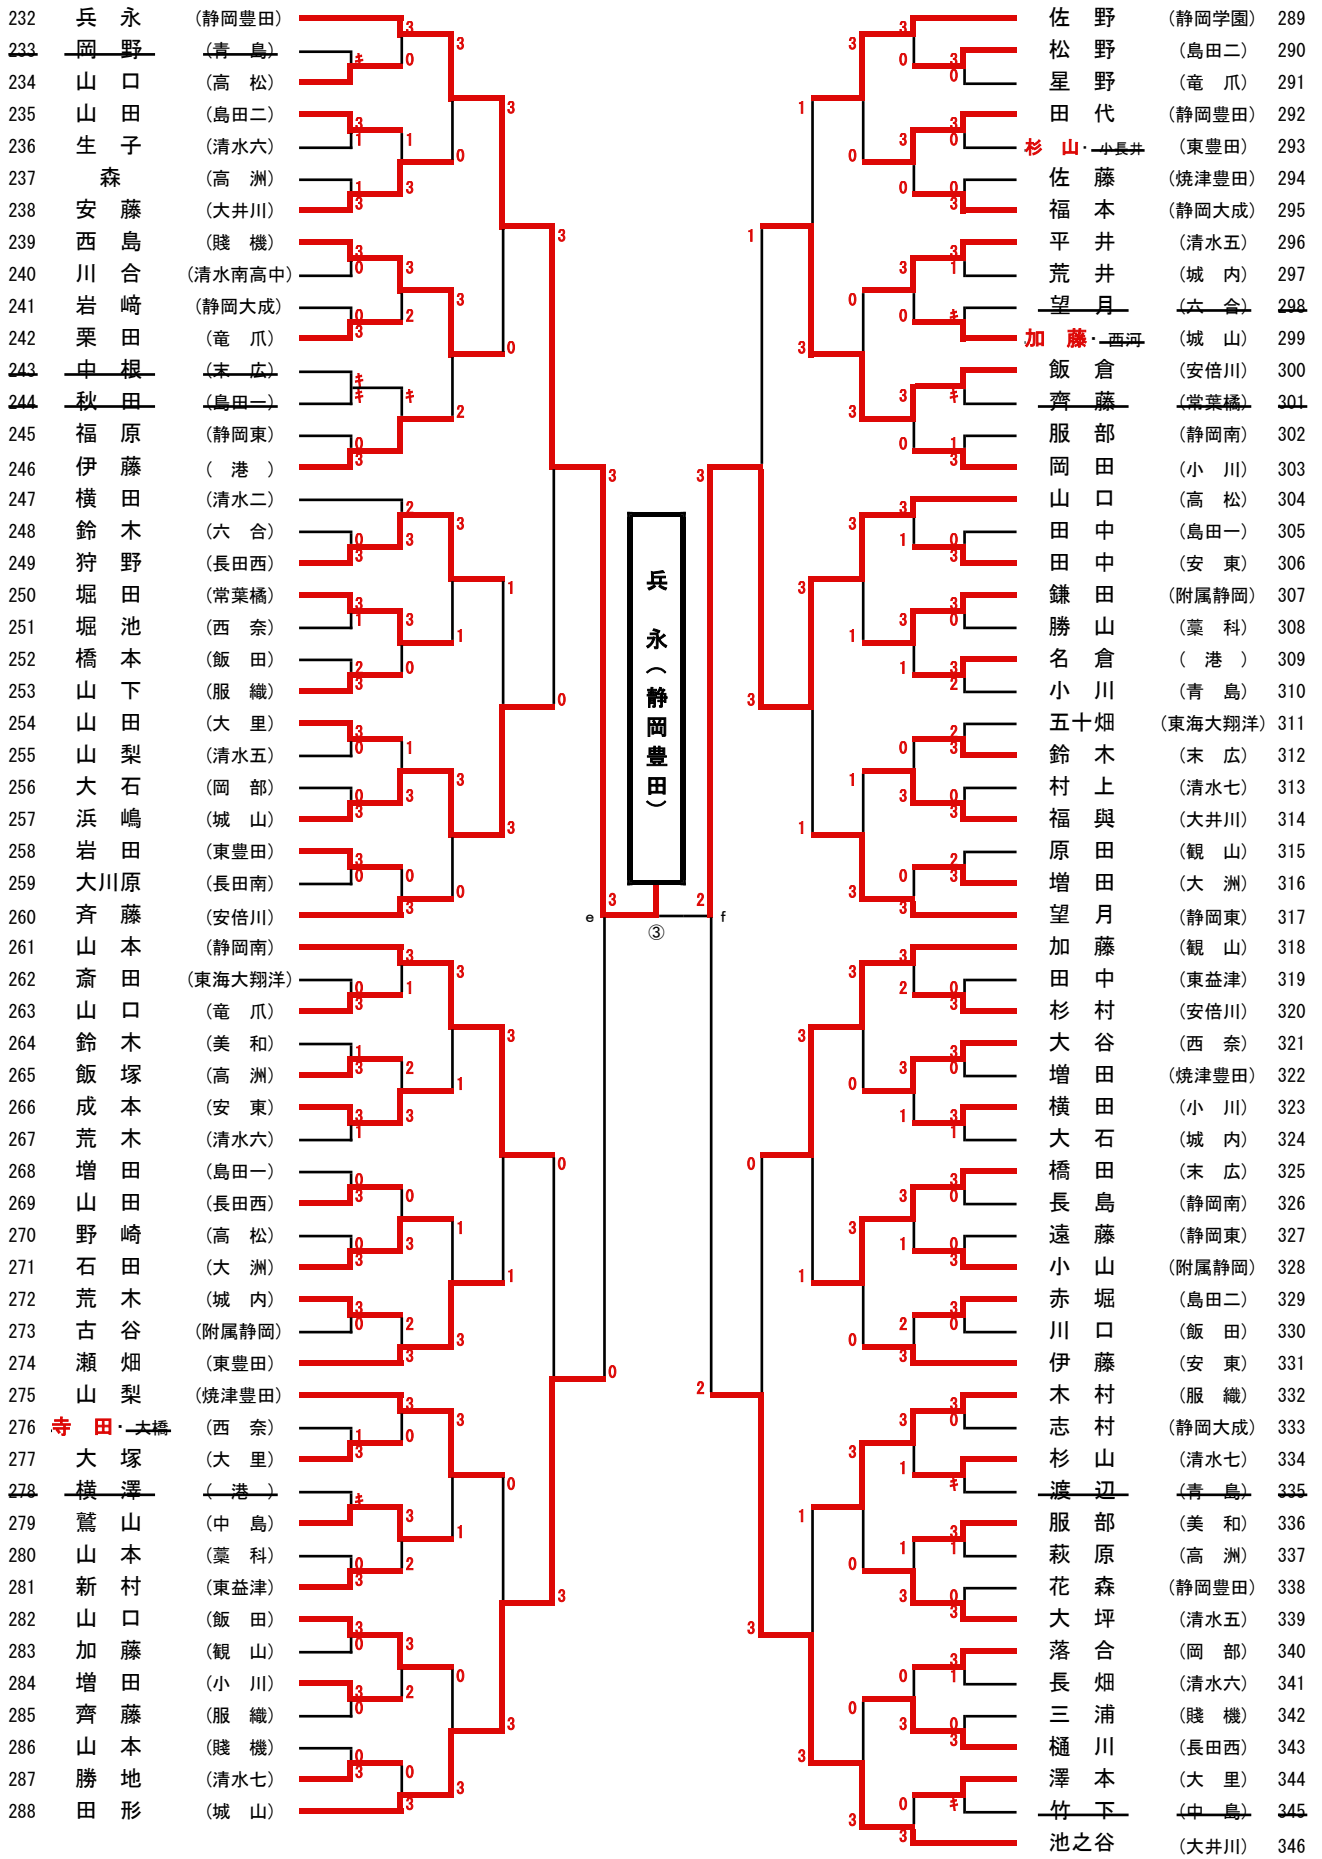 232 兵 永 (静岡豊田)
233 岡 野 (青 島)
234 山 口 (高 松)
235 山 田 (島田二)
236 生 子 (清水六)
237 森 (高 洲)
238 安 藤 (大井川)
239 西 島 (賤 機)
240 川 合 (清水南高中)
241 岩 﨑 (静岡大成)
242 栗 田 (竜 爪)
243 中 根 (末 広)
244 秋 田 (島田一)
245 福 原 (静岡東)
246 伊 藤 ( 港 )
247 横 田 (清水二)
248 鈴 木 (六 合)
249 狩 野 (長田西)
250 堀 田 (常葉橘)
251 堀 池 (西 奈)
252 橋 本 (飯 田)
253 山 下 (服 織)
254 山 田 (大 里)
255 山 梨 (清水五)
256 大 石 (岡 部)
257 浜 嶋 (城 山)
258 岩 田 (東豊田)
259 大川原 (長田南)
260 斉 藤 (安倍川)
261 山 本 (静岡南)
262 斎 田 (東海大翔洋)
263 山 口 (竜 爪)
264 鈴 木 (美 和)
265 飯 塚 (高 洲)
266 成 本 (安 東)
267 荒 木 (清水六)
268 増 田 (島田一)
269 山 田 (長田西)
270 野 崎 (高 松)
271 石 田 (大 洲)
272 荒 木 (城 内)
273 古 谷 (附属静岡)
274 瀬 畑 (東豊田)
275 山 梨 (焼津豊田)
276 寺 田・大橋 (西 奈)
277 大 塚 (大 里)
278 横 澤 ( 港 )
279 鷲 山 (中 島)
280 山 本 (藁 科)
281 新 村 (東益津)
282 山 口 (飯 田)
283 加 藤 (観 山)
284 増 田 (小 川)
285 齊 藤 (服 織)
286 山 本 (賤 機)
287 勝 地 (清水七)
288 田 形 (城 山)
兵 永(静岡豊田)
e 3 2 f
③
佐 野 (静岡学園) 289
松 野 (島田二) 290
星 野 (竜 爪) 291
田 代 (静岡豊田) 292
杉 山・小長井 (東豊田) 293
佐 藤 (焼津豊田) 294
福 本 (静岡大成) 295
平 井 (清水五) 296
荒 井 (城 内) 297
望 月 (六 合) 298
加 藤・西河 (城 山) 299
飯 倉 (安倍川) 300
齊 藤 (常葉橘) 301
服 部 (静岡南) 302
岡 田 (小 川) 303
山 口 (高 松) 304
田 中 (島田一) 305
田 中 (安 東) 306
鎌 田 (附属静岡) 307
勝 山 (藁 科) 308
名 倉 ( 港 ) 309
小 川 (青 島) 310
五十畑 (東海大翔洋) 311
鈴 木 (末 広) 312
村 上 (清水七) 313
福 與 (大井川) 314
原 田 (観 山) 315
増 田 (大 洲) 316
望 月 (静岡東) 317
加 藤 (観 山) 318
田 中 (東益津) 319
杉 村 (安倍川) 320
大 谷 (西 奈) 321
増 田 (焼津豊田) 322
横 田 (小 川) 323
大 石 (城 内) 324
橋 田 (末 広) 325
長 島 (静岡南) 326
遠 藤 (静岡東) 327
小 山 (附属静岡) 328
赤 堀 (島田二) 329
川 口 (飯 田) 330
伊 藤 (安 東) 331
木 村 (服 織) 332
志 村 (静岡大成) 333
杉 山 (清水七) 334
渡 辺 (青 島) 335
服 部 (美 和) 336
萩 原 (高 洲) 337
花 森 (静岡豊田) 338
大 坪 (清水五) 339
落 合 (岡 部) 340
長 畑 (清水六) 341
三 浦 (賤 機) 342
樋 川 (長田西) 343
澤 本 (大 里) 344
竹 下 (中 島) 345
池之谷 (大井川) 346